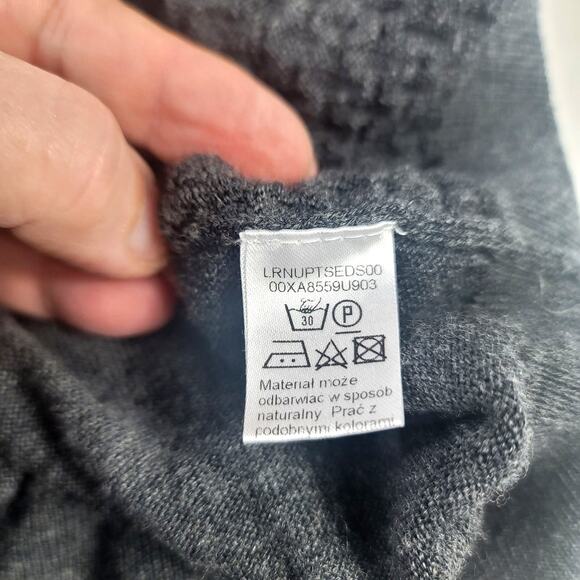 LRNUPTSEDS00
00XA8559U903
30 P
Materiał może
odbarwiać w sposób
naturalny Prać z
podobnymi kolorami